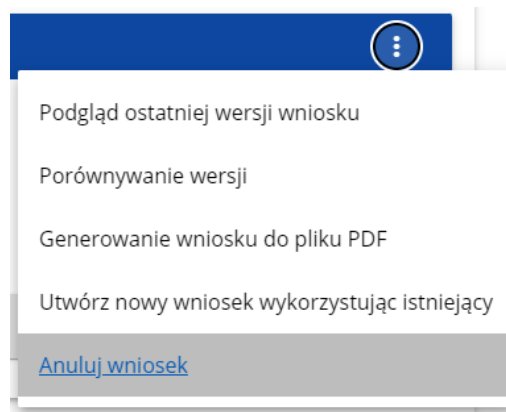 Podgląd ostatniej wersji wniosku
Porównywanie wersji
Generowanie wniosku do pliku PDF
Utwórz nowy wniosek wykorzystując istniejący
Anuluj wniosek